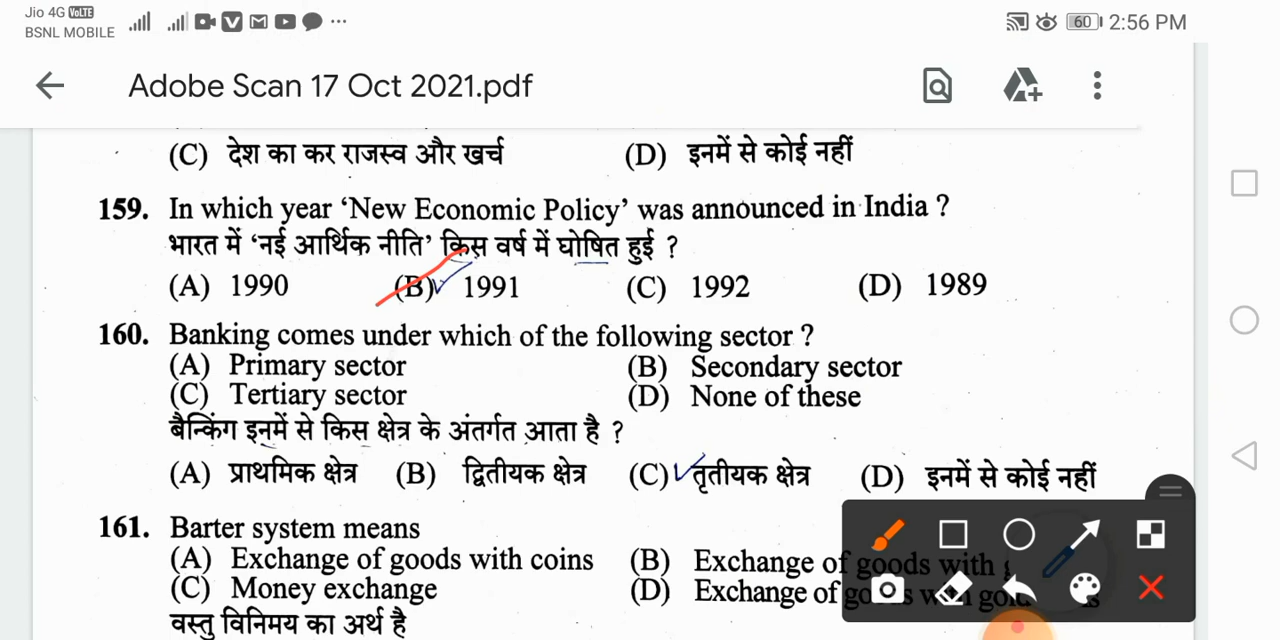 Jio 4G VoLTE
BSNL MOBILE
60 2:56 PM
Adobe Scan 17 Oct 2021.pdf
(C) देश का कर राजस्व और खर्च (D) इनमें से कोई नहीं
159. In which year ‘New Economic Policy’ was announced in India ?
भारत में ‘नई आर्थिक नीति’ किस वर्ष में घोषित हुई ?
(A) 1990 (B) 1991 (C) 1992 (D) 1989
160. Banking comes under which of the following sector ?
(A) Primary sector (B) Secondary sector
(C) Tertiary sector (D) None of these
बैन्किंग इनमें से किस क्षेत्र के अंतर्गत आता है ?
(A) प्राथमिक क्षेत्र (B) द्वितीयक क्षेत्र (C) तृतीयक क्षेत्र (D) इनमें से कोई नहीं
161. Barter system means
(A) Exchange of goods with coins (B) Exchange of goods with
(C) Money exchange (D) Exchange of goods with gold
वस्तु विनिमय का अर्थ है